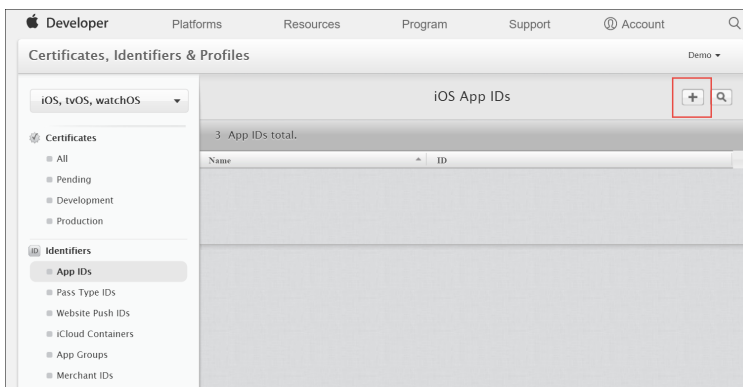 Developer Platforms Resources Program Support Account
Certificates, Identifiers & Profiles Demo
iOS, tvOS, watchOS
iOS App IDs
3 App IDs total.
Name ID
Certificates
All
Pending
Development
Production
ID Identifiers
App IDs
Pass Type IDs
Website Push IDs
iCloud Containers
App Groups
Merchant IDs